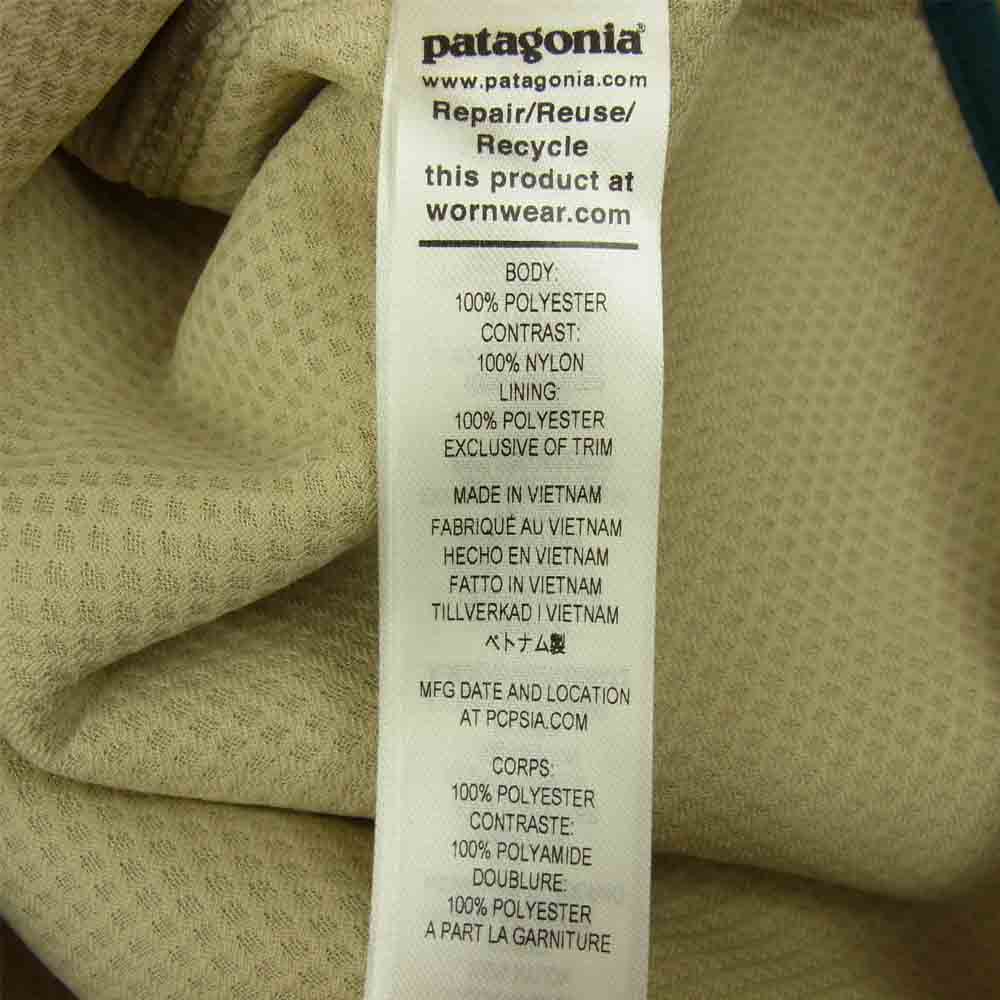 patagonia®
www.patagonia.com
Repair/Reuse/
Recycle
this product at
wornwear.com
BODY:
100% POLYESTER
CONTRAST:
100% NYLON
LINING:
100% POLYESTER
EXCLUSIVE OF TRIM
MADE IN VIETNAM
FABRIQUÉ AU VIETNAM
HECHO EN VIETNAM
FATTO IN VIETNAM
TILLVERKAD I VIETNAM
ベトナム製
MFG DATE AND LOCATION
AT PCPSIA.COM
CORPS:
100% POLYESTER
CONTRASTE:
100% POLYAMIDE
DOUBLURE:
100% POLYESTER
A PART LA GARNITURE